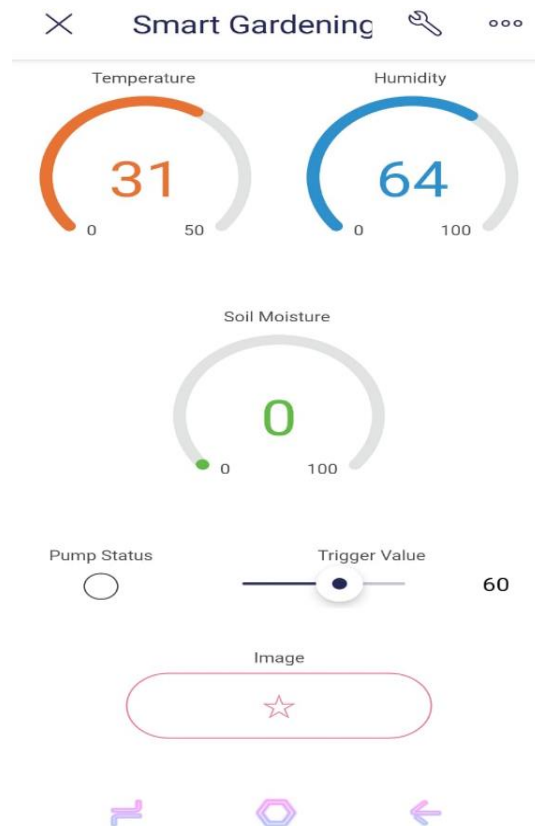 Smart Gardening
Temperature
Humidity
31
64
0
50
0
100
Soil Moisture
0
0
100
Pump Status
Trigger Value
60
Image